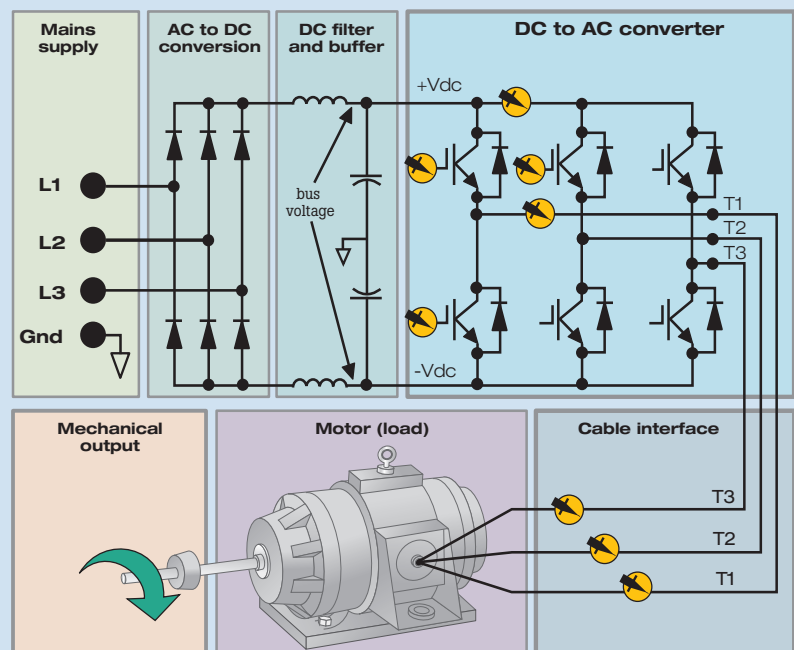 Mains
supply
AC to DC
conversion
DC filter
and buffer
DC to AC converter
+Vdc
L1
L2
L3
Gnd
bus
voltage
T1
T2
T3
-Vdc
Mechanical
output
Motor (load)
Cable interface
T3
T2
T1